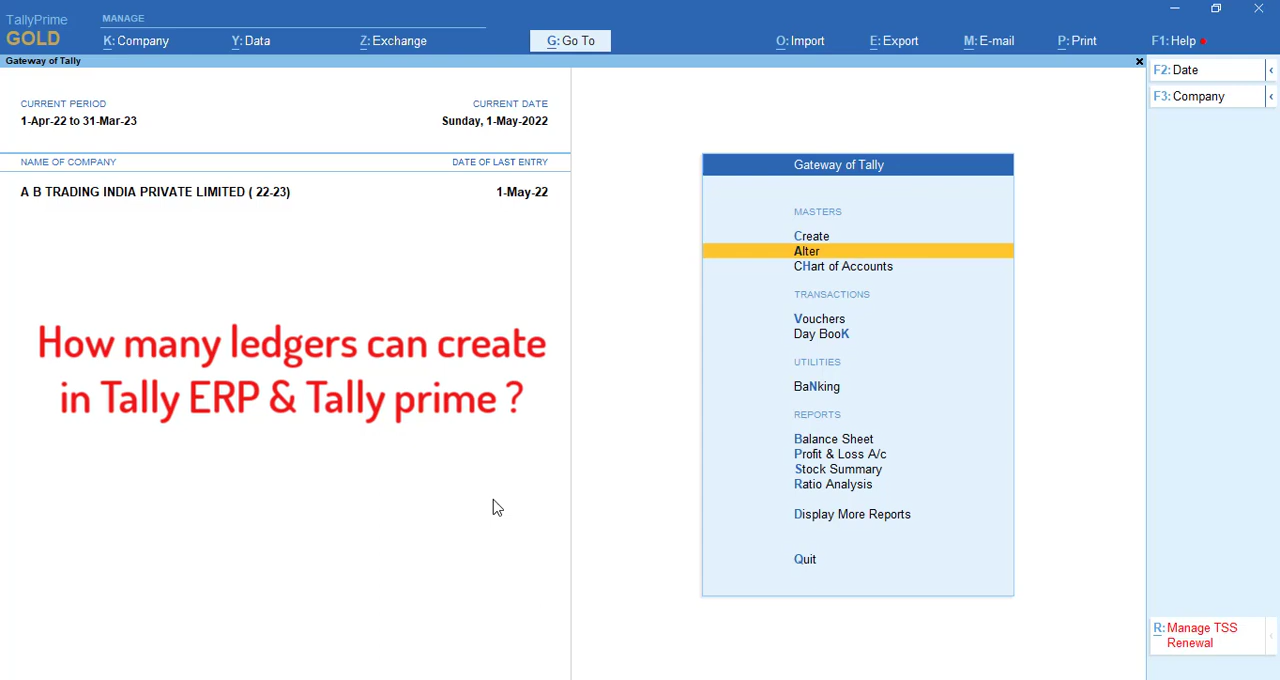 TallyPrime
GOLD
MANAGE
K: Company
Y: Data
Z: Exchange
G: Go To
O: Import
E: Export
M: E-mail
P: Print
F1: Help
Gateway of Tally
F2: Date
F3: Company
CURRENT PERIOD
CURRENT DATE
1-Apr-22 to 31-Mar-23
Sunday, 1-May-2022
NAME OF COMPANY
DATE OF LAST ENTRY
A B TRADING INDIA PRIVATE LIMITED ( 22-23)
1-May-22
How many ledgers can create
in Tally ERP & Tally prime ?
Gateway of Tally
MASTERS
Create
Alter
CHart of Accounts
TRANSACTIONS
Vouchers
Day BooK
UTILITIES
BaNking
REPORTS
Balance Sheet
Profit & Loss A/c
Stock Summary
Ratio Analysis
Display More Reports
Quit
R: Manage TSS
Renewal